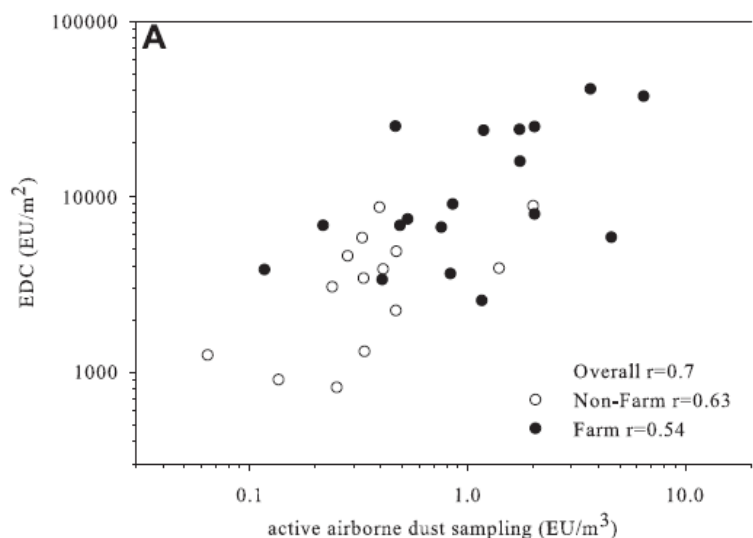 A
100000
10000
1000
EDC (EU/m²)
Overall r=0.7
Non-Farm r=0.63
Farm r=0.54
0.1 1.0 10.0
active airborne dust sampling (EU/m³)